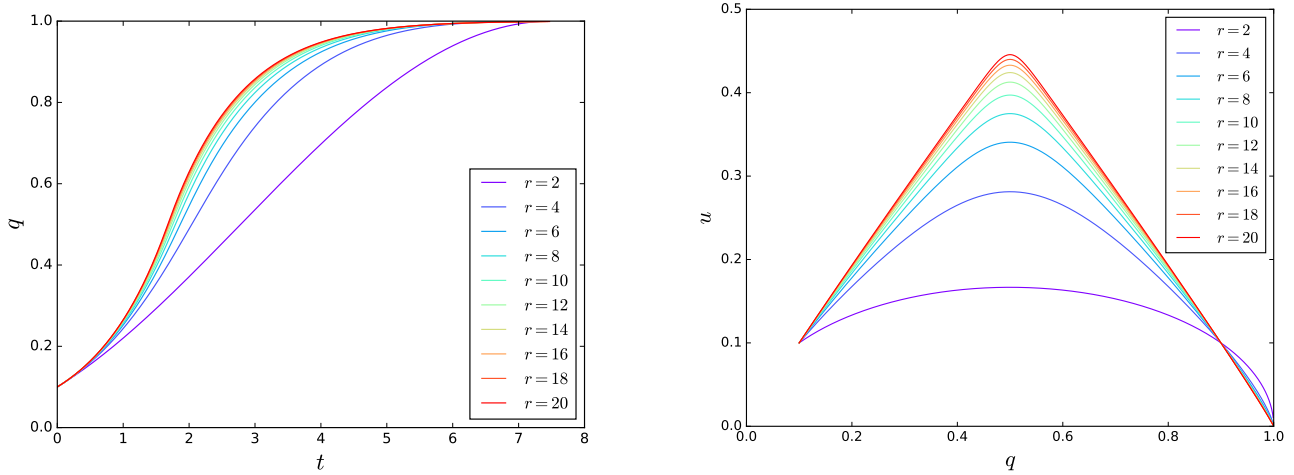 1.0
0.8
0.6
0.4
0.2
0.0
q
0 1 2 3 4 5 6 7 8
t
r = 2
r = 4
r = 6
r = 8
r = 10
r = 12
r = 14
r = 16
r = 18
r = 20
0.5
0.4
0.3
0.2
0.1
0.0
u
0.0 0.2 0.4 0.6 0.8 1.0
q
r = 2
r = 4
r = 6
r = 8
r = 10
r = 12
r = 14
r = 16
r = 18
r = 20